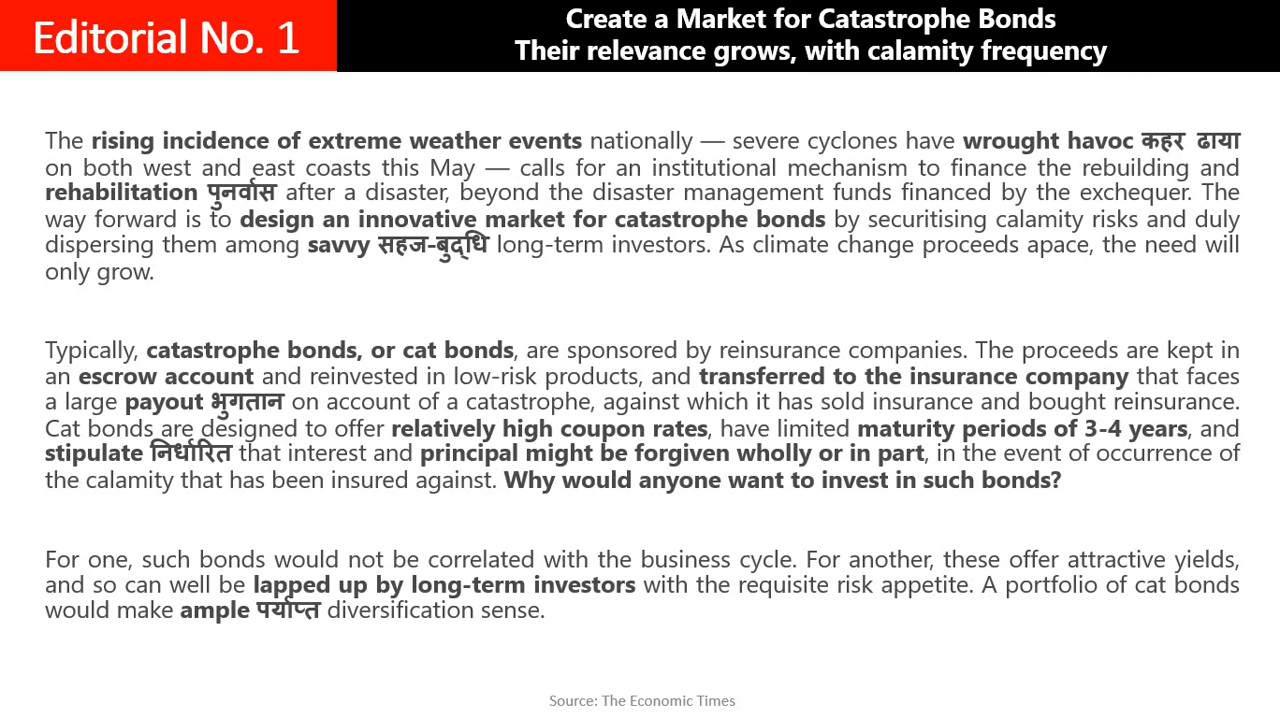 Editorial No. 1
Create a Market for Catastrophe Bonds
Their relevance grows, with calamity frequency
The rising incidence of extreme weather events nationally — severe cyclones have wrought havoc कहर ढाया
on both west and east coasts this May — calls for an institutional mechanism to finance the rebuilding and
rehabilitation पुनर्वास after a disaster, beyond the disaster management funds financed by the exchequer. The
way forward is to design an innovative market for catastrophe bonds by securitising calamity risks and duly
dispersing them among savvy सहज-बुद्धि long-term investors. As climate change proceeds apace, the need will
only grow.
Typically, catastrophe bonds, or cat bonds, are sponsored by reinsurance companies. The proceeds are kept in
an escrow account and reinvested in low-risk products, and transferred to the insurance company that faces
a large payout भुगतान on account of a catastrophe, against which it has sold insurance and bought reinsurance.
Cat bonds are designed to offer relatively high coupon rates, have limited maturity periods of 3-4 years, and
stipulate निर्धारित that interest and principal might be forgiven wholly or in part, in the event of occurrence of
the calamity that has been insured against. Why would anyone want to invest in such bonds?
For one, such bonds would not be correlated with the business cycle. For another, these offer attractive yields,
and so can well be lapped up by long-term investors with the requisite risk appetite. A portfolio of cat bonds
would make ample पर्याप्त diversification sense.
Source: The Economic Times